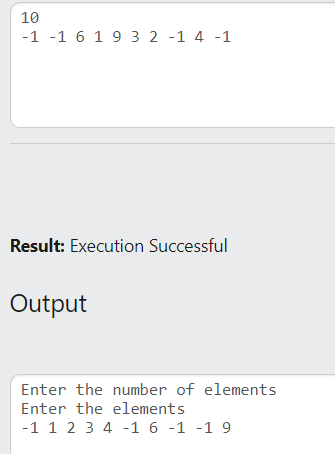 10
-1 -1 6 1 9 3 2 -1 4 -1
Result: Execution Successful
Output
Enter the number of elements
Enter the elements
-1 1 2 3 4 -1 6 -1 -1 9